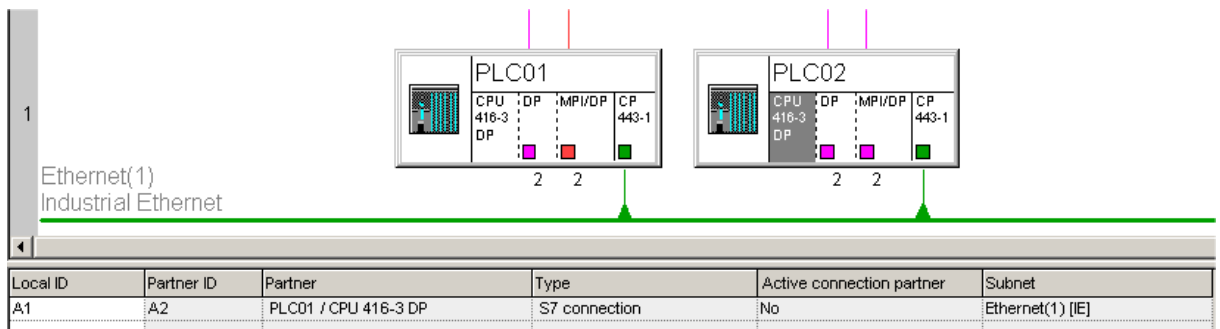 PLC01
CPU 416-3 DP
DP
MPI/DP
CP 443-1
2 2
PLC02
CPU 416-3 DP
DP
MPI/DP
CP 443-1
2 2
1
Ethernet(1)
Industrial Ethernet
Local ID Partner ID Partner Type Active connection partner Subnet
A1 A2 PLC01 / CPU 416-3 DP S7 connection No Ethernet(1) [IE]